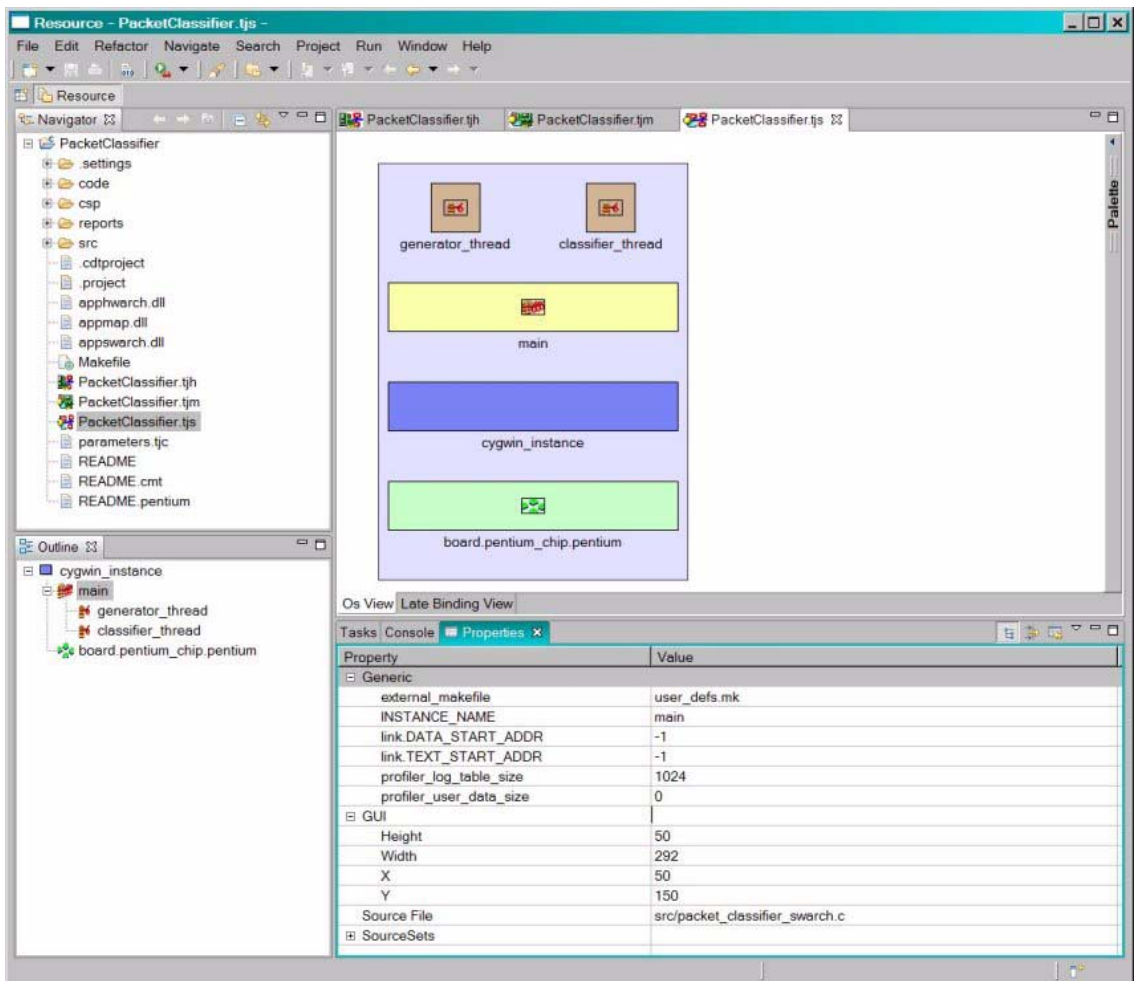 Resource - PacketClassifier.tjs -
File Edit Refactor Navigate Search Project Run Window Help
Resource
Navigator
PacketClassifier
.settings
code
csp
reports
src
.cdtproject
.project
apphwarch.dll
appmap.dll
appswarch.dll
Makefile
PacketClassifier.tjh
PacketClassifier.tjm
PacketClassifier.tjs
parameters.tjc
README
README.cmt
README.pentium
Outline
cygwin_instance
main
generator_thread
classifier_thread
board.pentium_chip.pentium
PacketClassifier.tjh PacketClassifier.tjm PacketClassifier.tjs
Palette
generator_thread classifier_thread
main
cygwin_instance
board.pentium_chip.pentium
Os View Late Binding View
Tasks Console Properties
Property Value
Generic
external_makefile user_defs.mk
INSTANCE_NAME main
link.DATA_START_ADDR -1
link.TEXT_START_ADDR -1
profiler_log_table_size 1024
profiler_user_data_size 0
GUI
Height 50
Width 292
X 50
Y 150
Source File src/packet_classifier_swarch.c
SourceSets